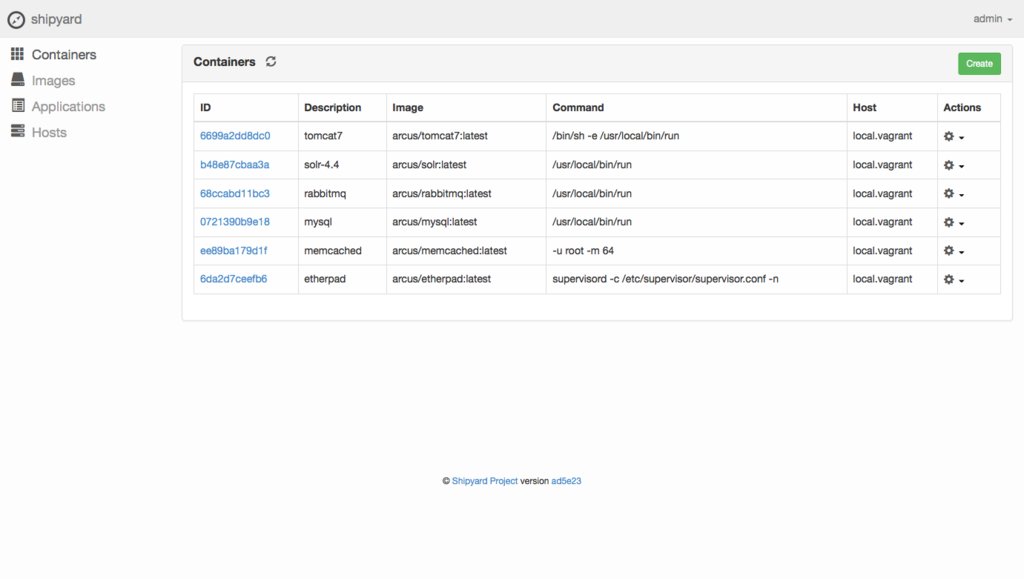 shipyard
admin
Containers
Images
Applications
Hosts
Containers
Create
ID Description Image Command Host Actions
6699a2dd8dc0 tomcat7 arcus/tomcat7:latest /bin/sh -e /usr/local/bin/run local.vagrant
b48e87cbaa3a solr-4.4 arcus/solr:latest /usr/local/bin/run local.vagrant
68ccabd11bc3 rabbitmq arcus/rabbitmq:latest /usr/local/bin/run local.vagrant
0721390b9e18 mysql arcus/mysql:latest /usr/local/bin/run local.vagrant
ee89ba179d1f memcached arcus/memcached:latest -u root -m 64 local.vagrant
6da2d7ceefb6 etherpad arcus/etherpad:latest supervisord -c /etc/supervisor/supervisor.conf -n local.vagrant
© Shipyard Project version ad5e23